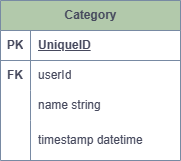 Category
PK UniqueID
FK userId
name string
timestamp datetime